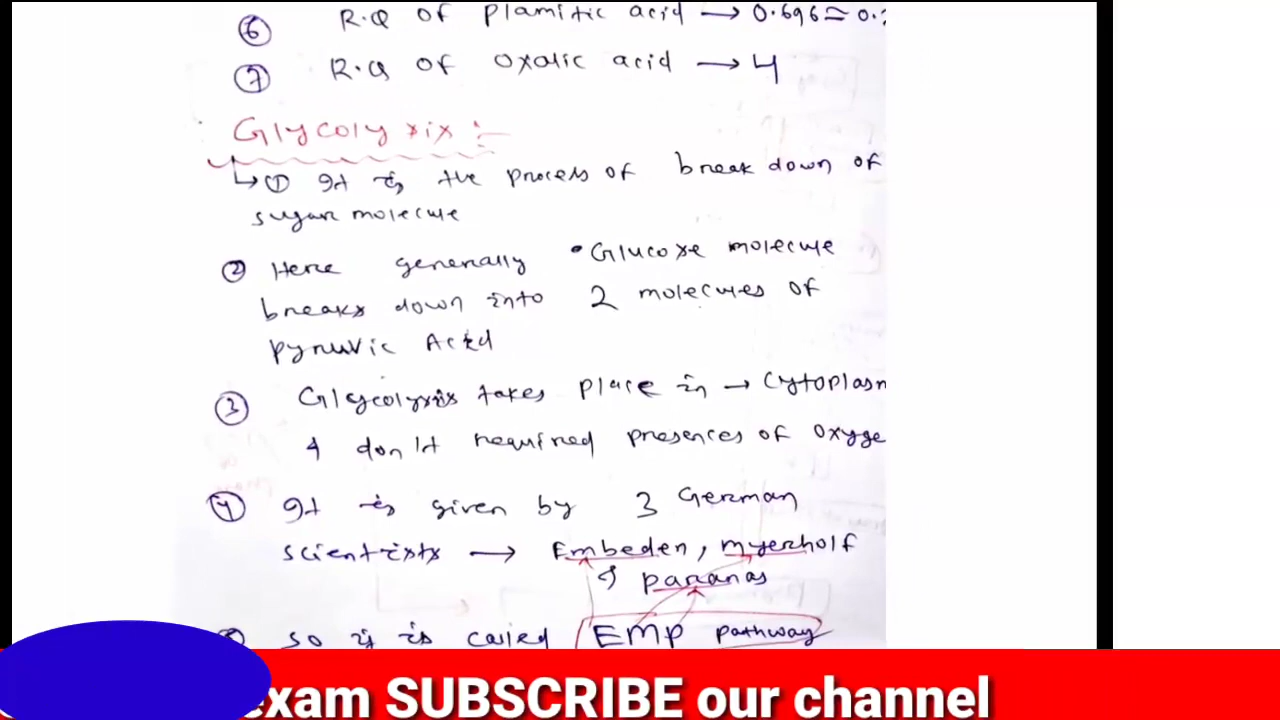 ⑥ R.Q OF plamitic acid → 0.696 ≈ 0.
⑦ R.Q OF oxalic acid → 4
Glycolysis :-
↳ ① It is the process of break down of
sugar molecule
② Here generally Glucose molecule
breaks down into 2 molecules of
pyruvic Acid
③ Glycolysis takes place in → Cytoplasm
& don't required presences of oxyge
④ It is given by 3 German
scientists → Embeden, myerholf
& paranas
so it is called EMP pathway
exam SUBSCRIBE our channel